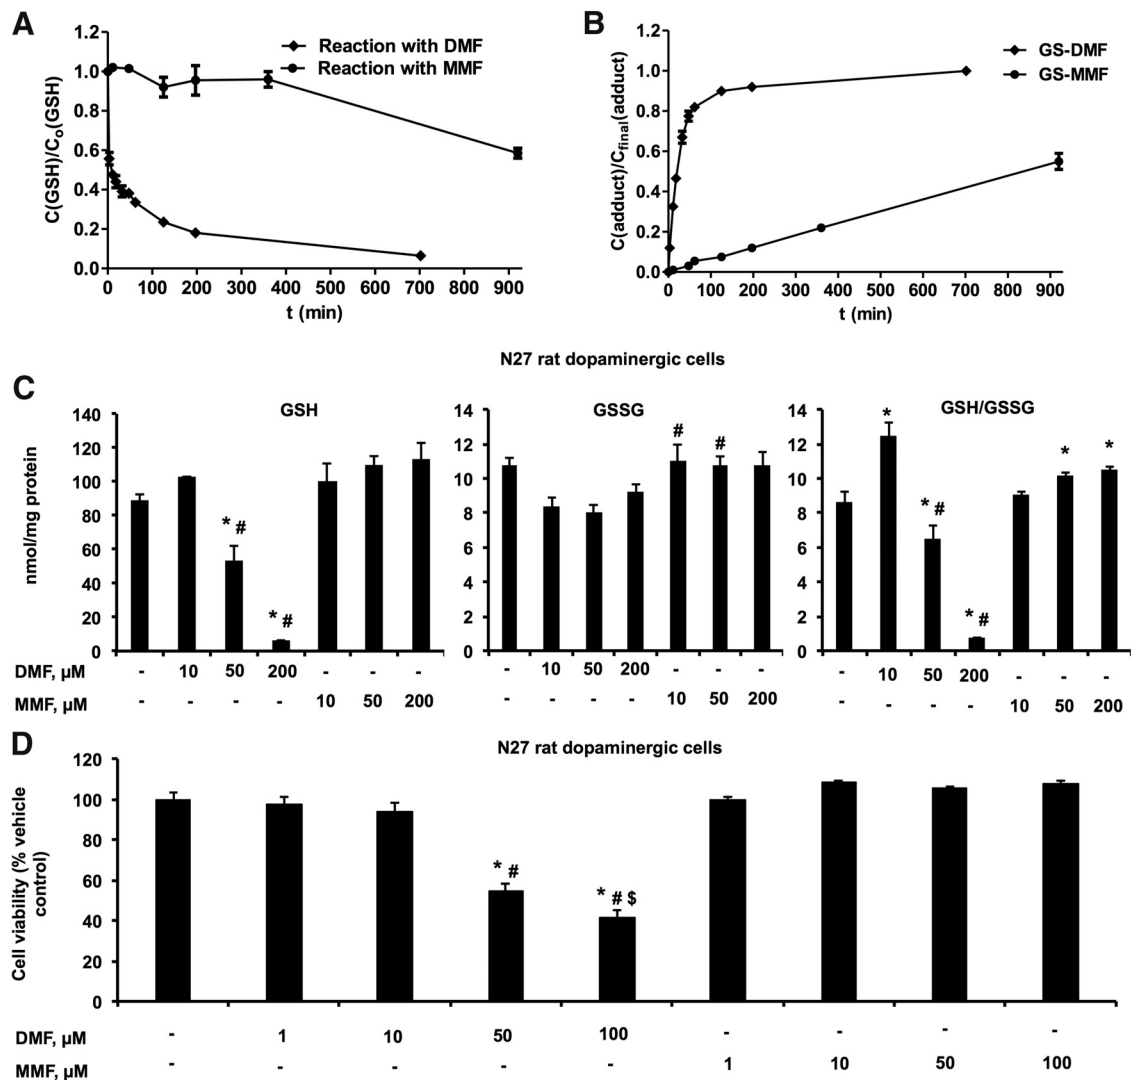 A
1.2
1.0
0.8
0.6
0.4
0.2
0.0
C(GSH)/Co(GSH)
Reaction with DMF
Reaction with MMF
0 100 200 300 400 500 600 700 800 900
t (min)
B
1.2
1.0
0.8
0.6
0.4
0.2
0.0
C(adduct)/Cfinal(adduct)
GS-DMF
GS-MMF
0 100 200 300 400 500 600 700 800 900
t (min)
N27 rat dopaminergic cells
C
GSH
140
120
100
80
60
40
20
0
nmol/mg protein
* #
* #
GSSG
14
12
10
8
6
4
2
0
# #
GSH/GSSG
14
12
10
8
6
4
2
0
*
* #
* #
*
*
DMF, µM - 10 50 200 - - - - 10 50 200 - - - - 10 50 200 - - -
MMF, µM - - - - 10 50 200 - - - - 10 50 200 - - - - 10 50 200
D
N27 rat dopaminergic cells
120
100
80
60
40
20
0
Cell viability (% vehicle
control)
* #
* # $
DMF, µM - 1 10 50 100 - - - -
MMF, µM - - - - - 1 10 50 100